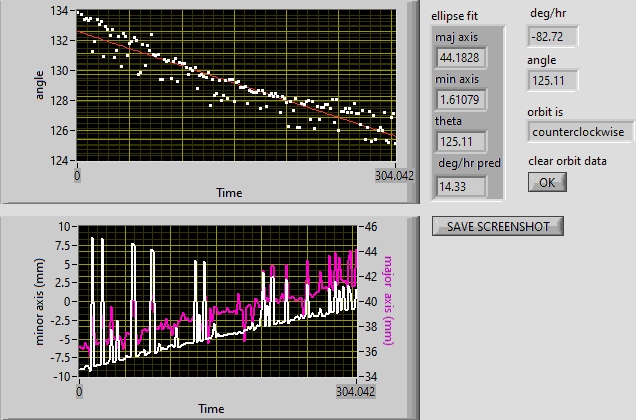 134
132
130
128
126
124
angle
0
304.042
Time
ellipse fit
maj axis
44.1828
min axis
1.61079
theta
125.11
deg/hr pred
14.33
deg/hr
-82.72
angle
125.11
orbit is
counterclockwise
clear orbit data
OK
SAVE SCREENSHOT
10
7.5
5
2.5
0
-2.5
-5
-7.5
-10
minor axis (mm)
46
44
42
40
38
36
34
major axis (mm)
0
304.042
Time